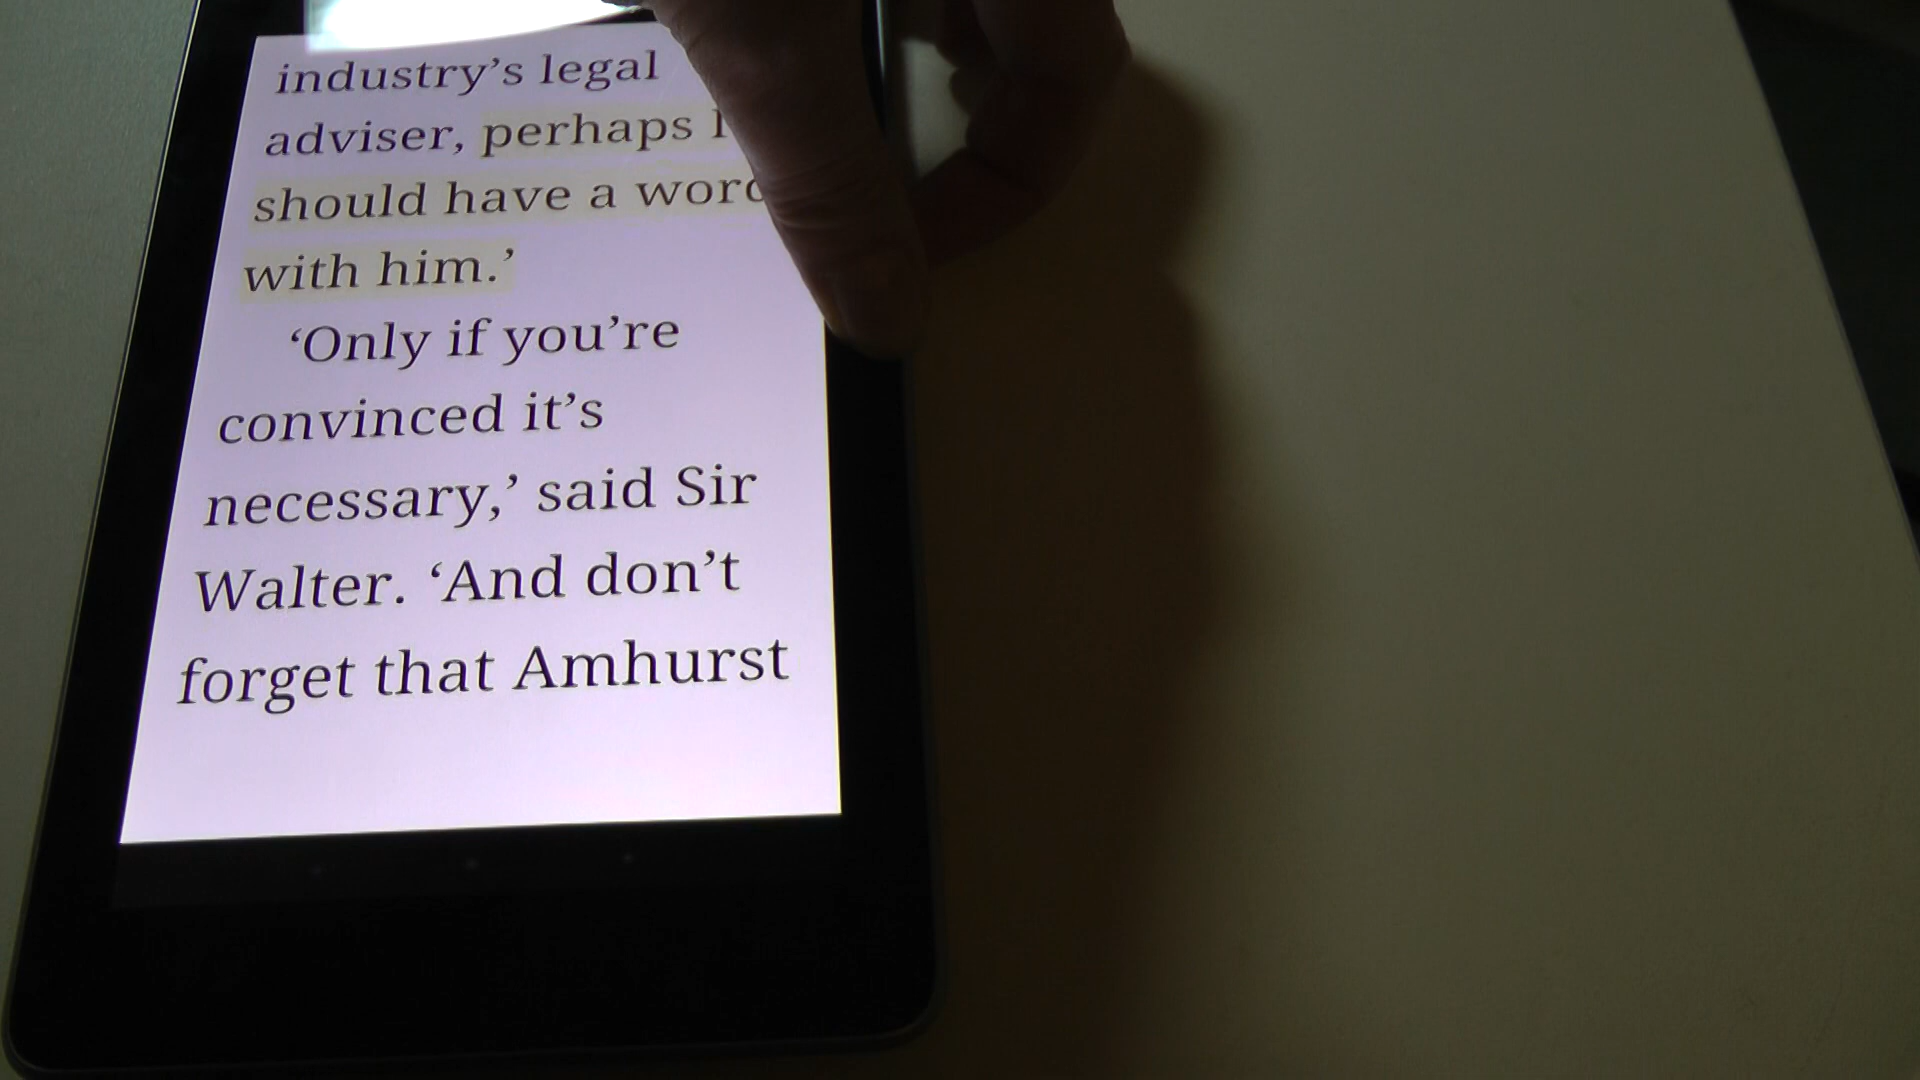 industry’s legal
adviser, perhaps I
should have a word
with him.’
‘Only if you’re
convinced it’s
necessary,’ said Sir
Walter. ‘And don’t
forget that Amhurst